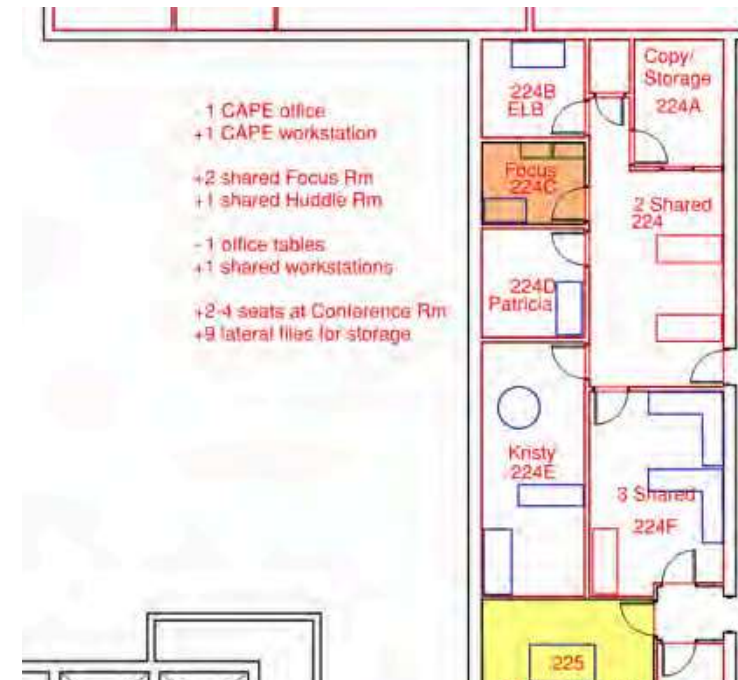 - 1 CAPE office
+1 CAPE workstation
+2 shared Focus Rm
+1 shared Huddle Rm
- 1 office tables
+1 shared workstations
+2-4 seats at Conference Rm
+9 lateral files for storage
224B
ELB
Copy/
Storage
224A
Focus
224C
2 Shared
224
224D
Patricia
Kristy
224E
3 Shared
224F
225